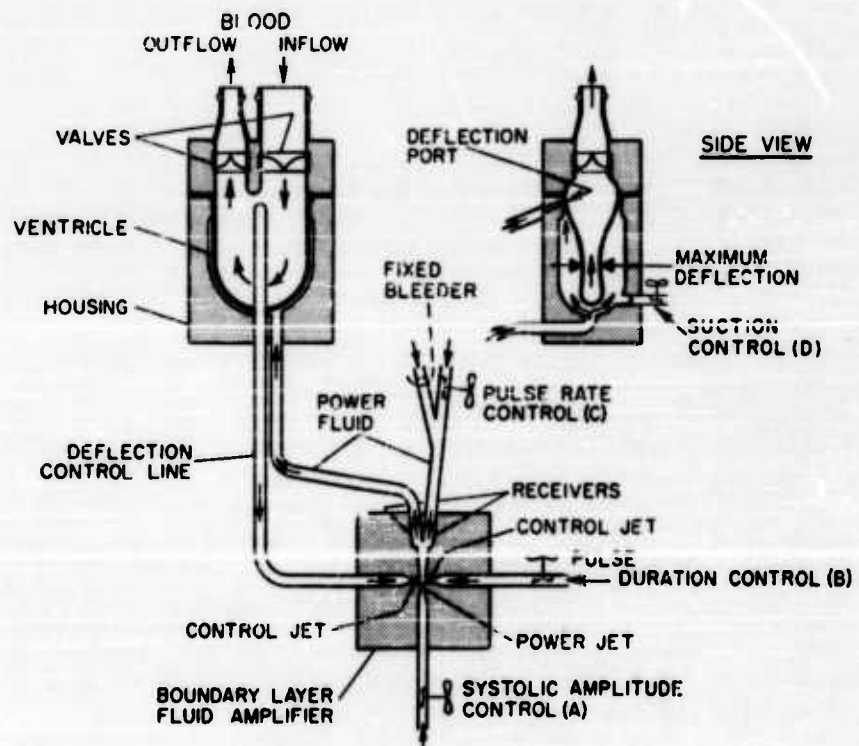 BLOOD
OUTFLOW INFLOW
VALVES
VENTRICLE
HOUSING
DEFLECTION
PORT
SIDE VIEW
MAXIMUM
DEFLECTION
SUCTION
CONTROL (D)
FIXED
BLEEDER
PULSE RATE
CONTROL (C)
POWER
FLUID
DEFLECTION
CONTROL LINE
RECEIVERS
CONTROL JET
PULSE
DURATION CONTROL (B)
CONTROL JET
POWER JET
BOUNDARY LAYER
FLUID AMPLIFIER
SYSTOLIC AMPLITUDE
CONTROL (A)